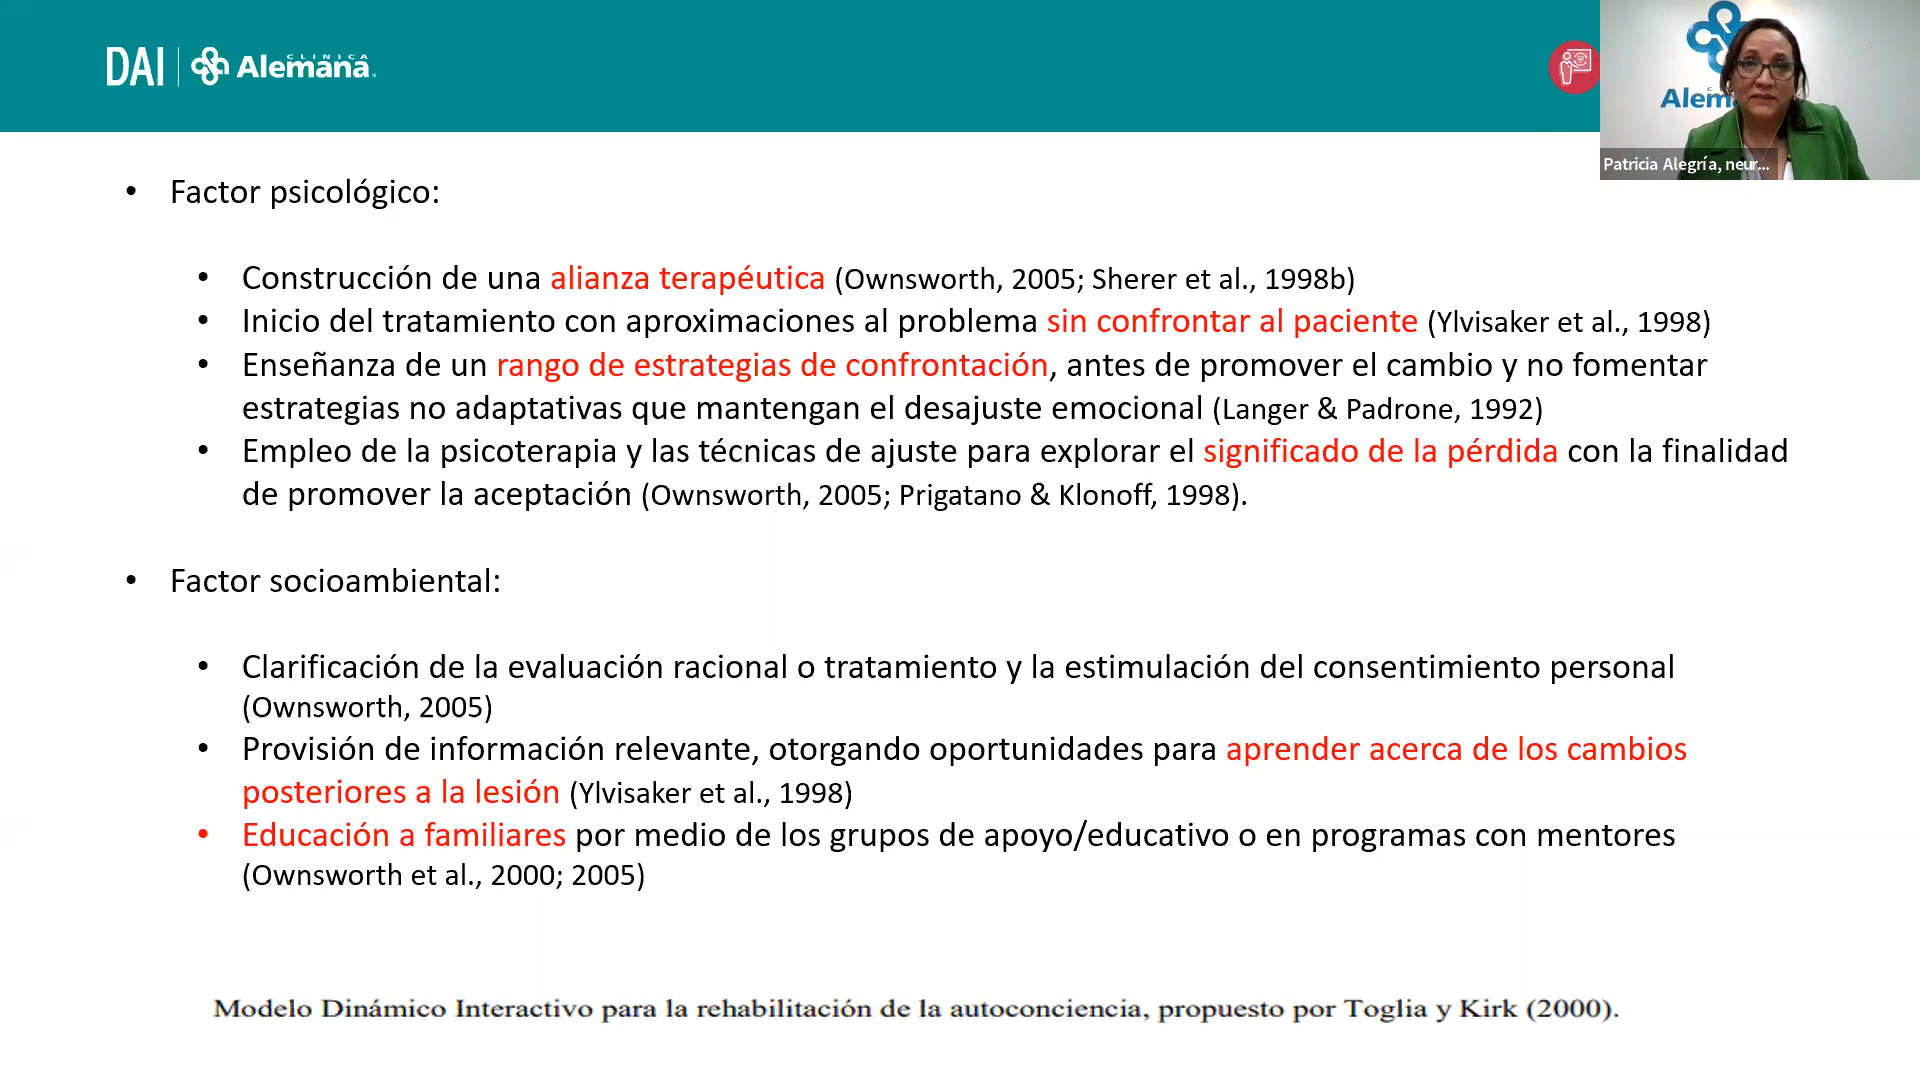 DAI
CLINICA
Alemana
Alem
Patricia Alegría, neur...
• Factor psicológico:
• Construcción de una alianza terapéutica (Ownsworth, 2005; Sherer et al., 1998b)
• Inicio del tratamiento con aproximaciones al problema sin confrontar al paciente (Ylvisaker et al., 1998)
• Enseñanza de un rango de estrategias de confrontación, antes de promover el cambio y no fomentar
estrategias no adaptativas que mantengan el desajuste emocional (Langer & Padrone, 1992)
• Empleo de la psicoterapia y las técnicas de ajuste para explorar el significado de la pérdida con la finalidad
de promover la aceptación (Ownsworth, 2005; Prigatano & Klonoff, 1998).
• Factor socioambiental:
• Clarificación de la evaluación racional o tratamiento y la estimulación del consentimiento personal
(Ownsworth, 2005)
• Provisión de información relevante, otorgando oportunidades para aprender acerca de los cambios
posteriores a la lesión (Ylvisaker et al., 1998)
• Educación a familiares por medio de los grupos de apoyo/educativo o en programas con mentores
(Ownsworth et al., 2000; 2005)
Modelo Dinámico Interactivo para la rehabilitación de la autoconciencia, propuesto por Toglia y Kirk (2000).